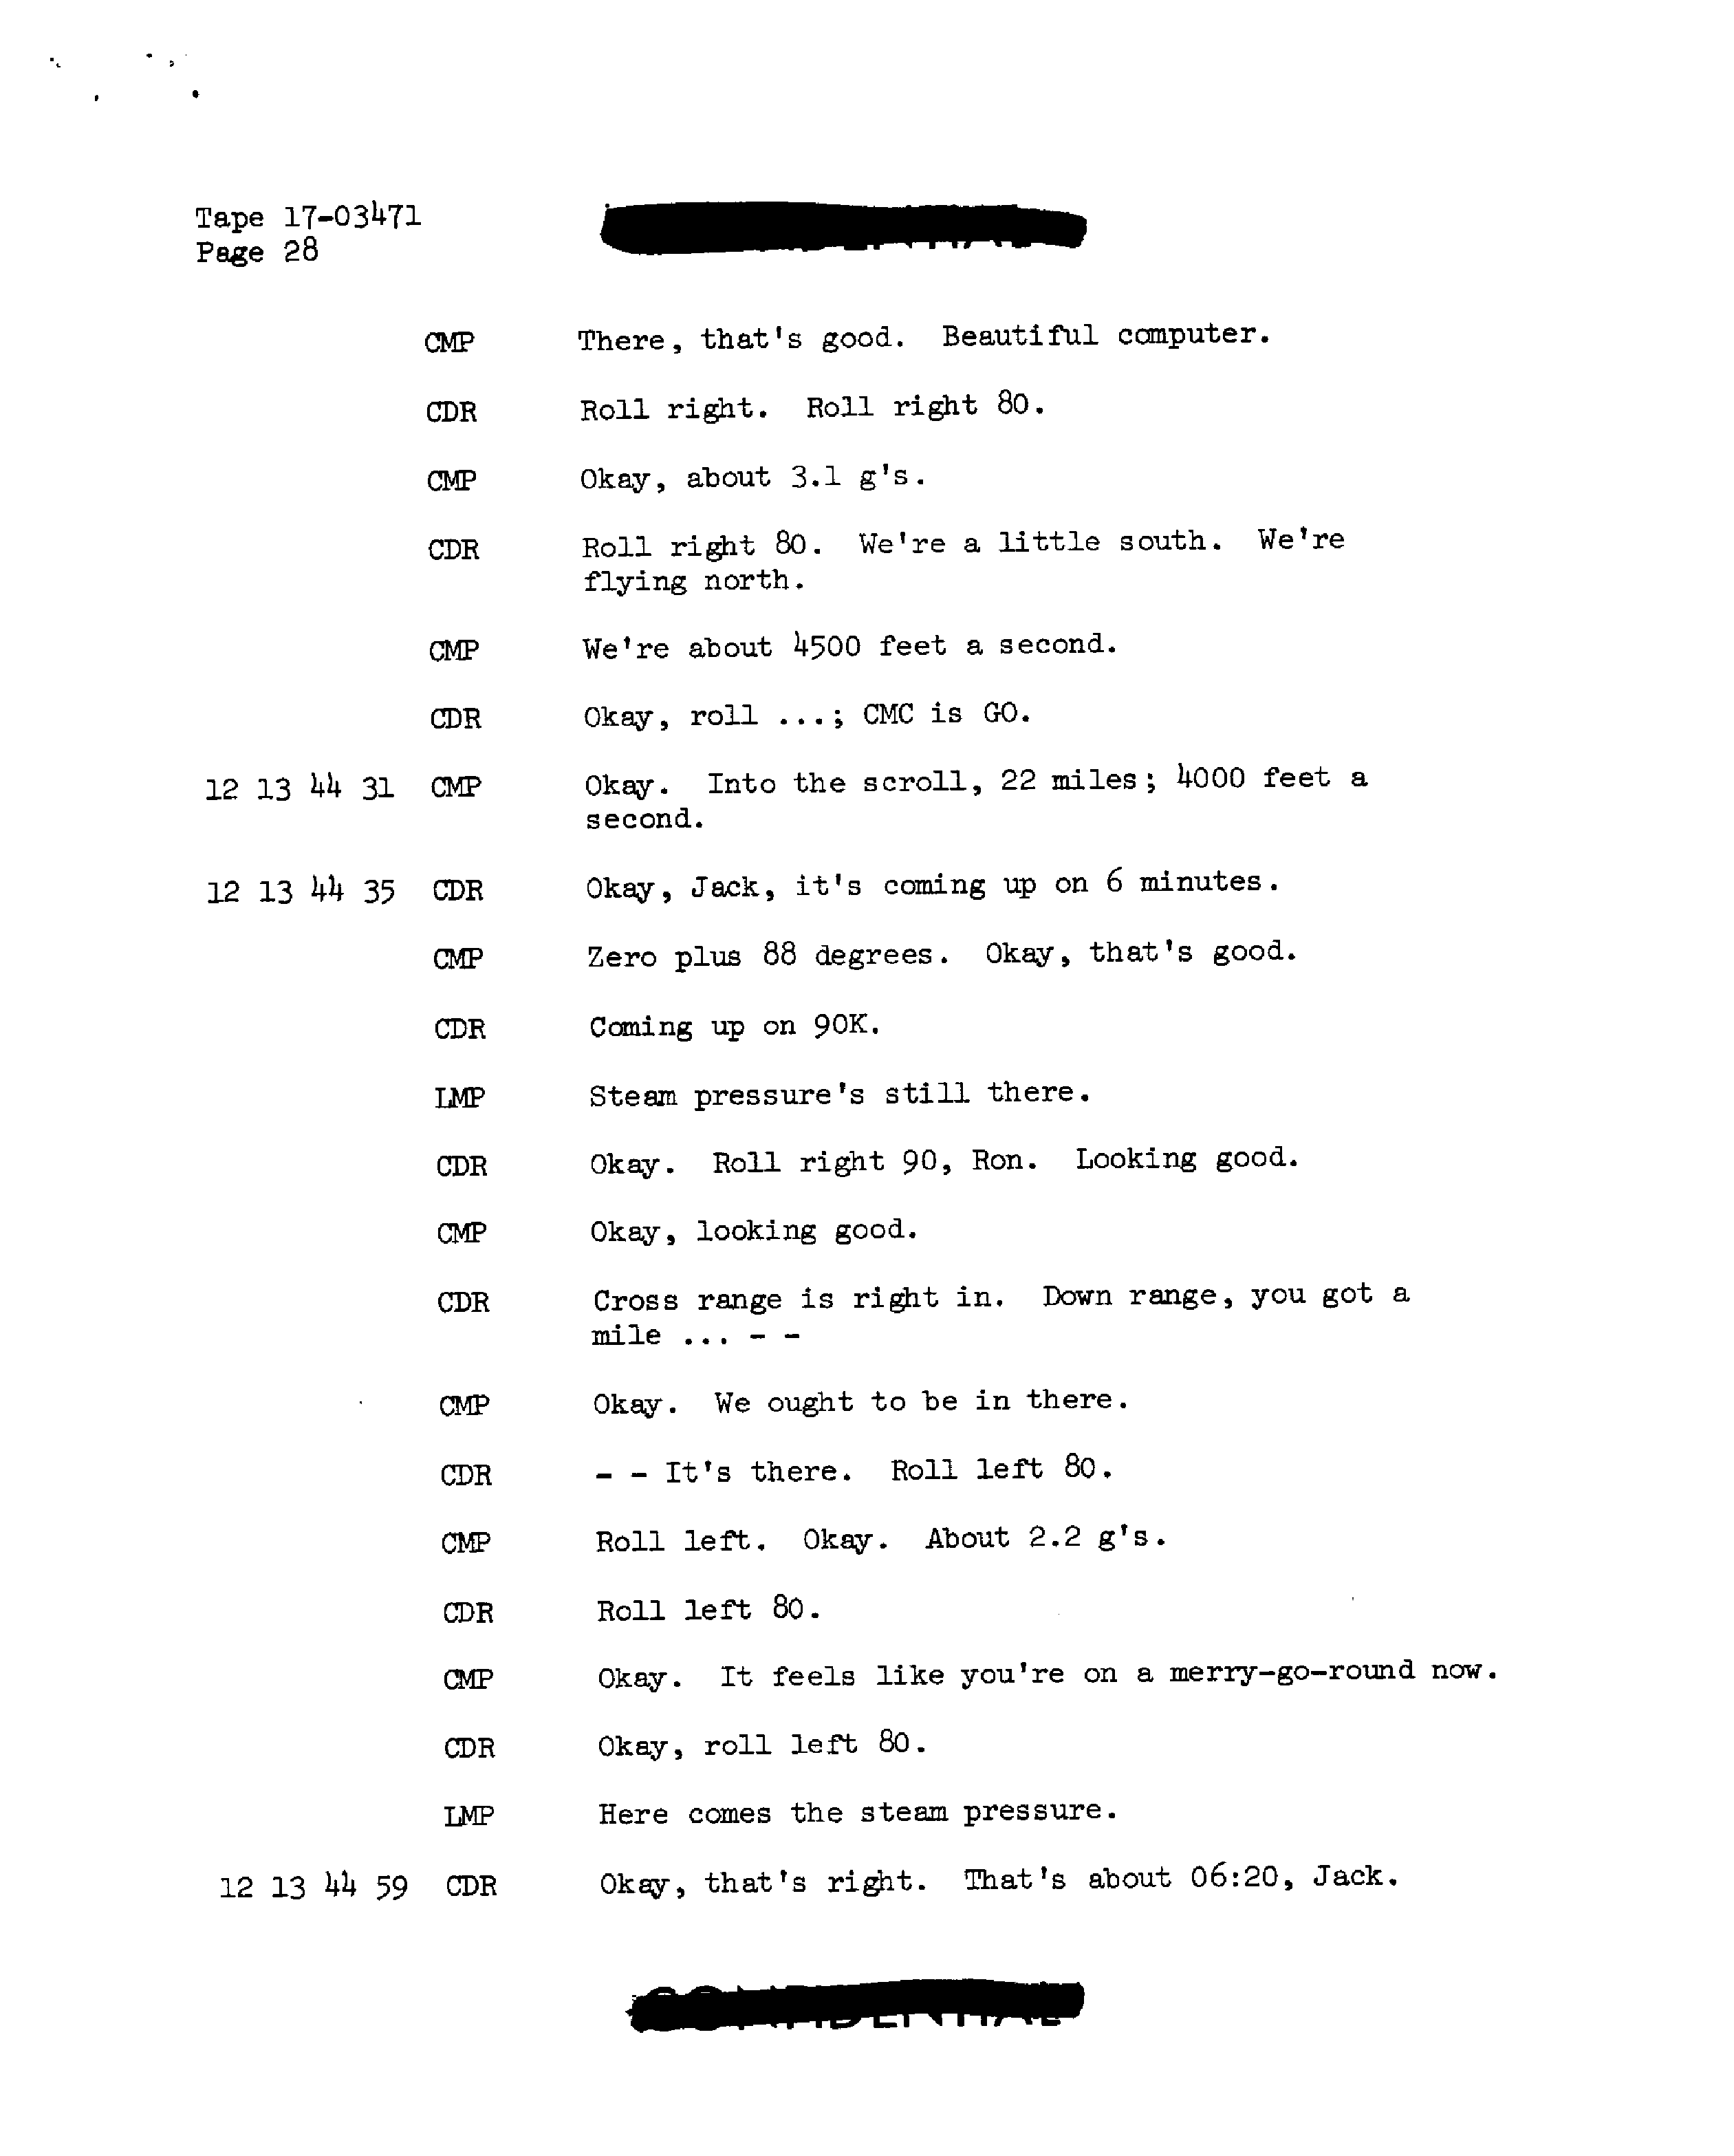 Tape 17-03471
Page 28
CMP There, that's good. Beautiful computer.
CDR Roll right. Roll right 80.
CMP Okay, about 3.1 g's.
CDR Roll right 80. We're a little south. We're
flying north.
CMP We're about 4500 feet a second.
CDR Okay, roll ...; CMC is GO.
12 13 44 31 CMP Okay. Into the scroll, 22 miles; 4000 feet a
second.
12 13 44 35 CDR Okay, Jack, it's coming up on 6 minutes.
CMP Zero plus 88 degrees. Okay, that's good.
CDR Coming up on 90K.
LMP Steam pressure's still there.
CDR Okay. Roll right 90, Ron. Looking good.
CMP Okay, looking good.
CDR Cross range is right in. Down range, you got a
mile ... - -
CMP Okay. We ought to be in there.
CDR - - It's there. Roll left 80.
CMP Roll left. Okay. About 2.2 g's.
CDR Roll left 80.
CMP Okay. It feels like you're on a merry-go-round now.
CDR Okay, roll left 80.
LMP Here comes the steam pressure.
12 13 44 59 CDR Okay, that's right. That's about 06:20, Jack.